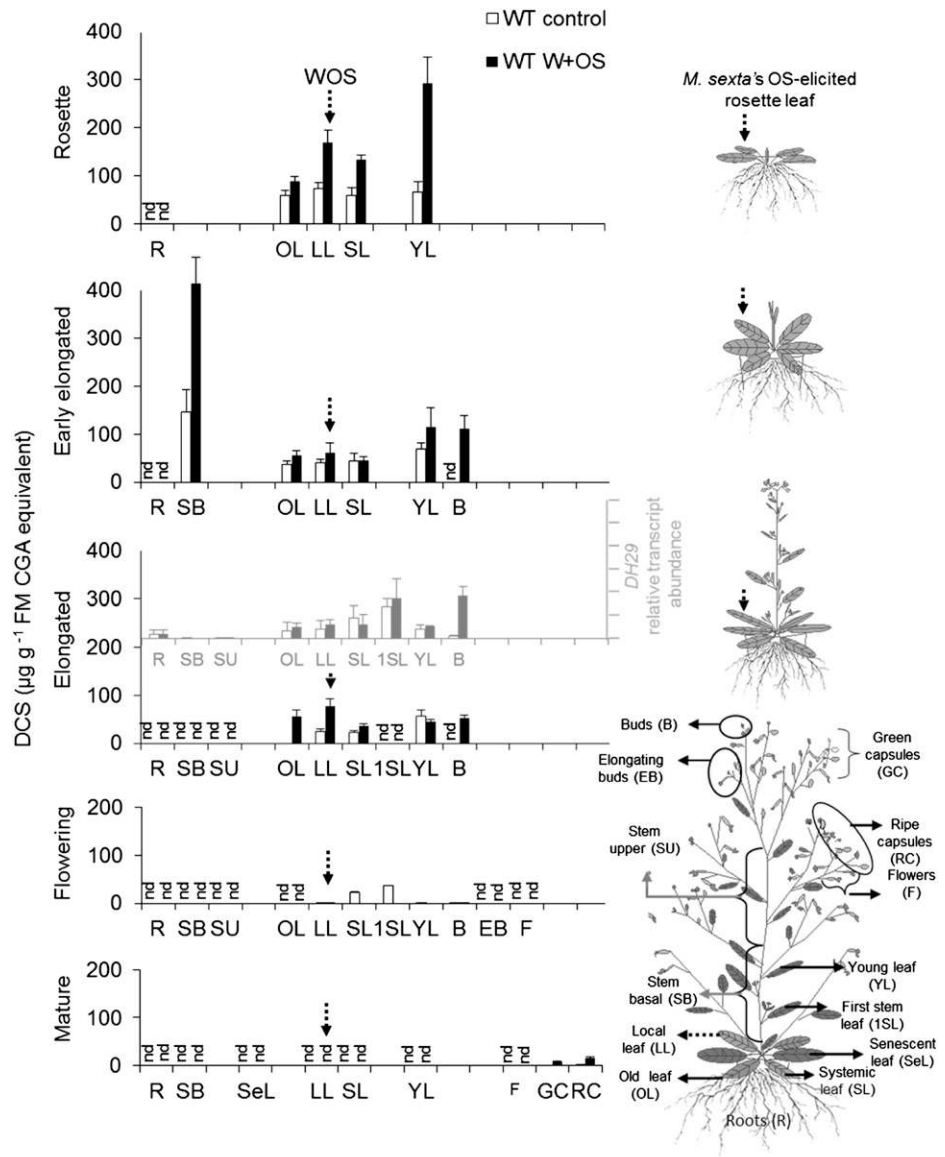 WT control
WT W+OS
DCS (µg g⁻¹ FM CGA equivalent)
Rosette
400
300
200
100
0
WOS
nd nd
R OL LL SL YL
M. sexta's OS-elicited
rosette leaf
Early elongated
400
300
200
100
0
nd nd nd
R SB OL LL SL YL B
Elongated
400
300
200
100
0
DH29
relative transcript
abundance
R SB SU OL LL SL 1SL YL B
nd nd nd nd nd nd nd nd nd
R SB SU OL LL SL 1SL YL B
Flowering
200
100
0
nd nd nd nd nd nd nd nd nd nd nd nd
R SB SU OL LL SL 1SL YL B EB F
Mature
200
100
0
nd nd nd nd nd nd nd nd nd nd nd nd nd nd
R SB SeL LL SL YL F GC RC
Buds (B)
Elongating
buds (EB)
Green
capsules
(GC)
Stem
upper (SU)
Ripe
capsules
(RC)
Flowers
(F)
Stem
basal (SB)
Young leaf
(YL)
First stem
leaf (1SL)
Local
leaf (LL)
Senescent
leaf (SeL)
Old leaf
(OL)
Systemic
leaf (SL)
Roots (R)